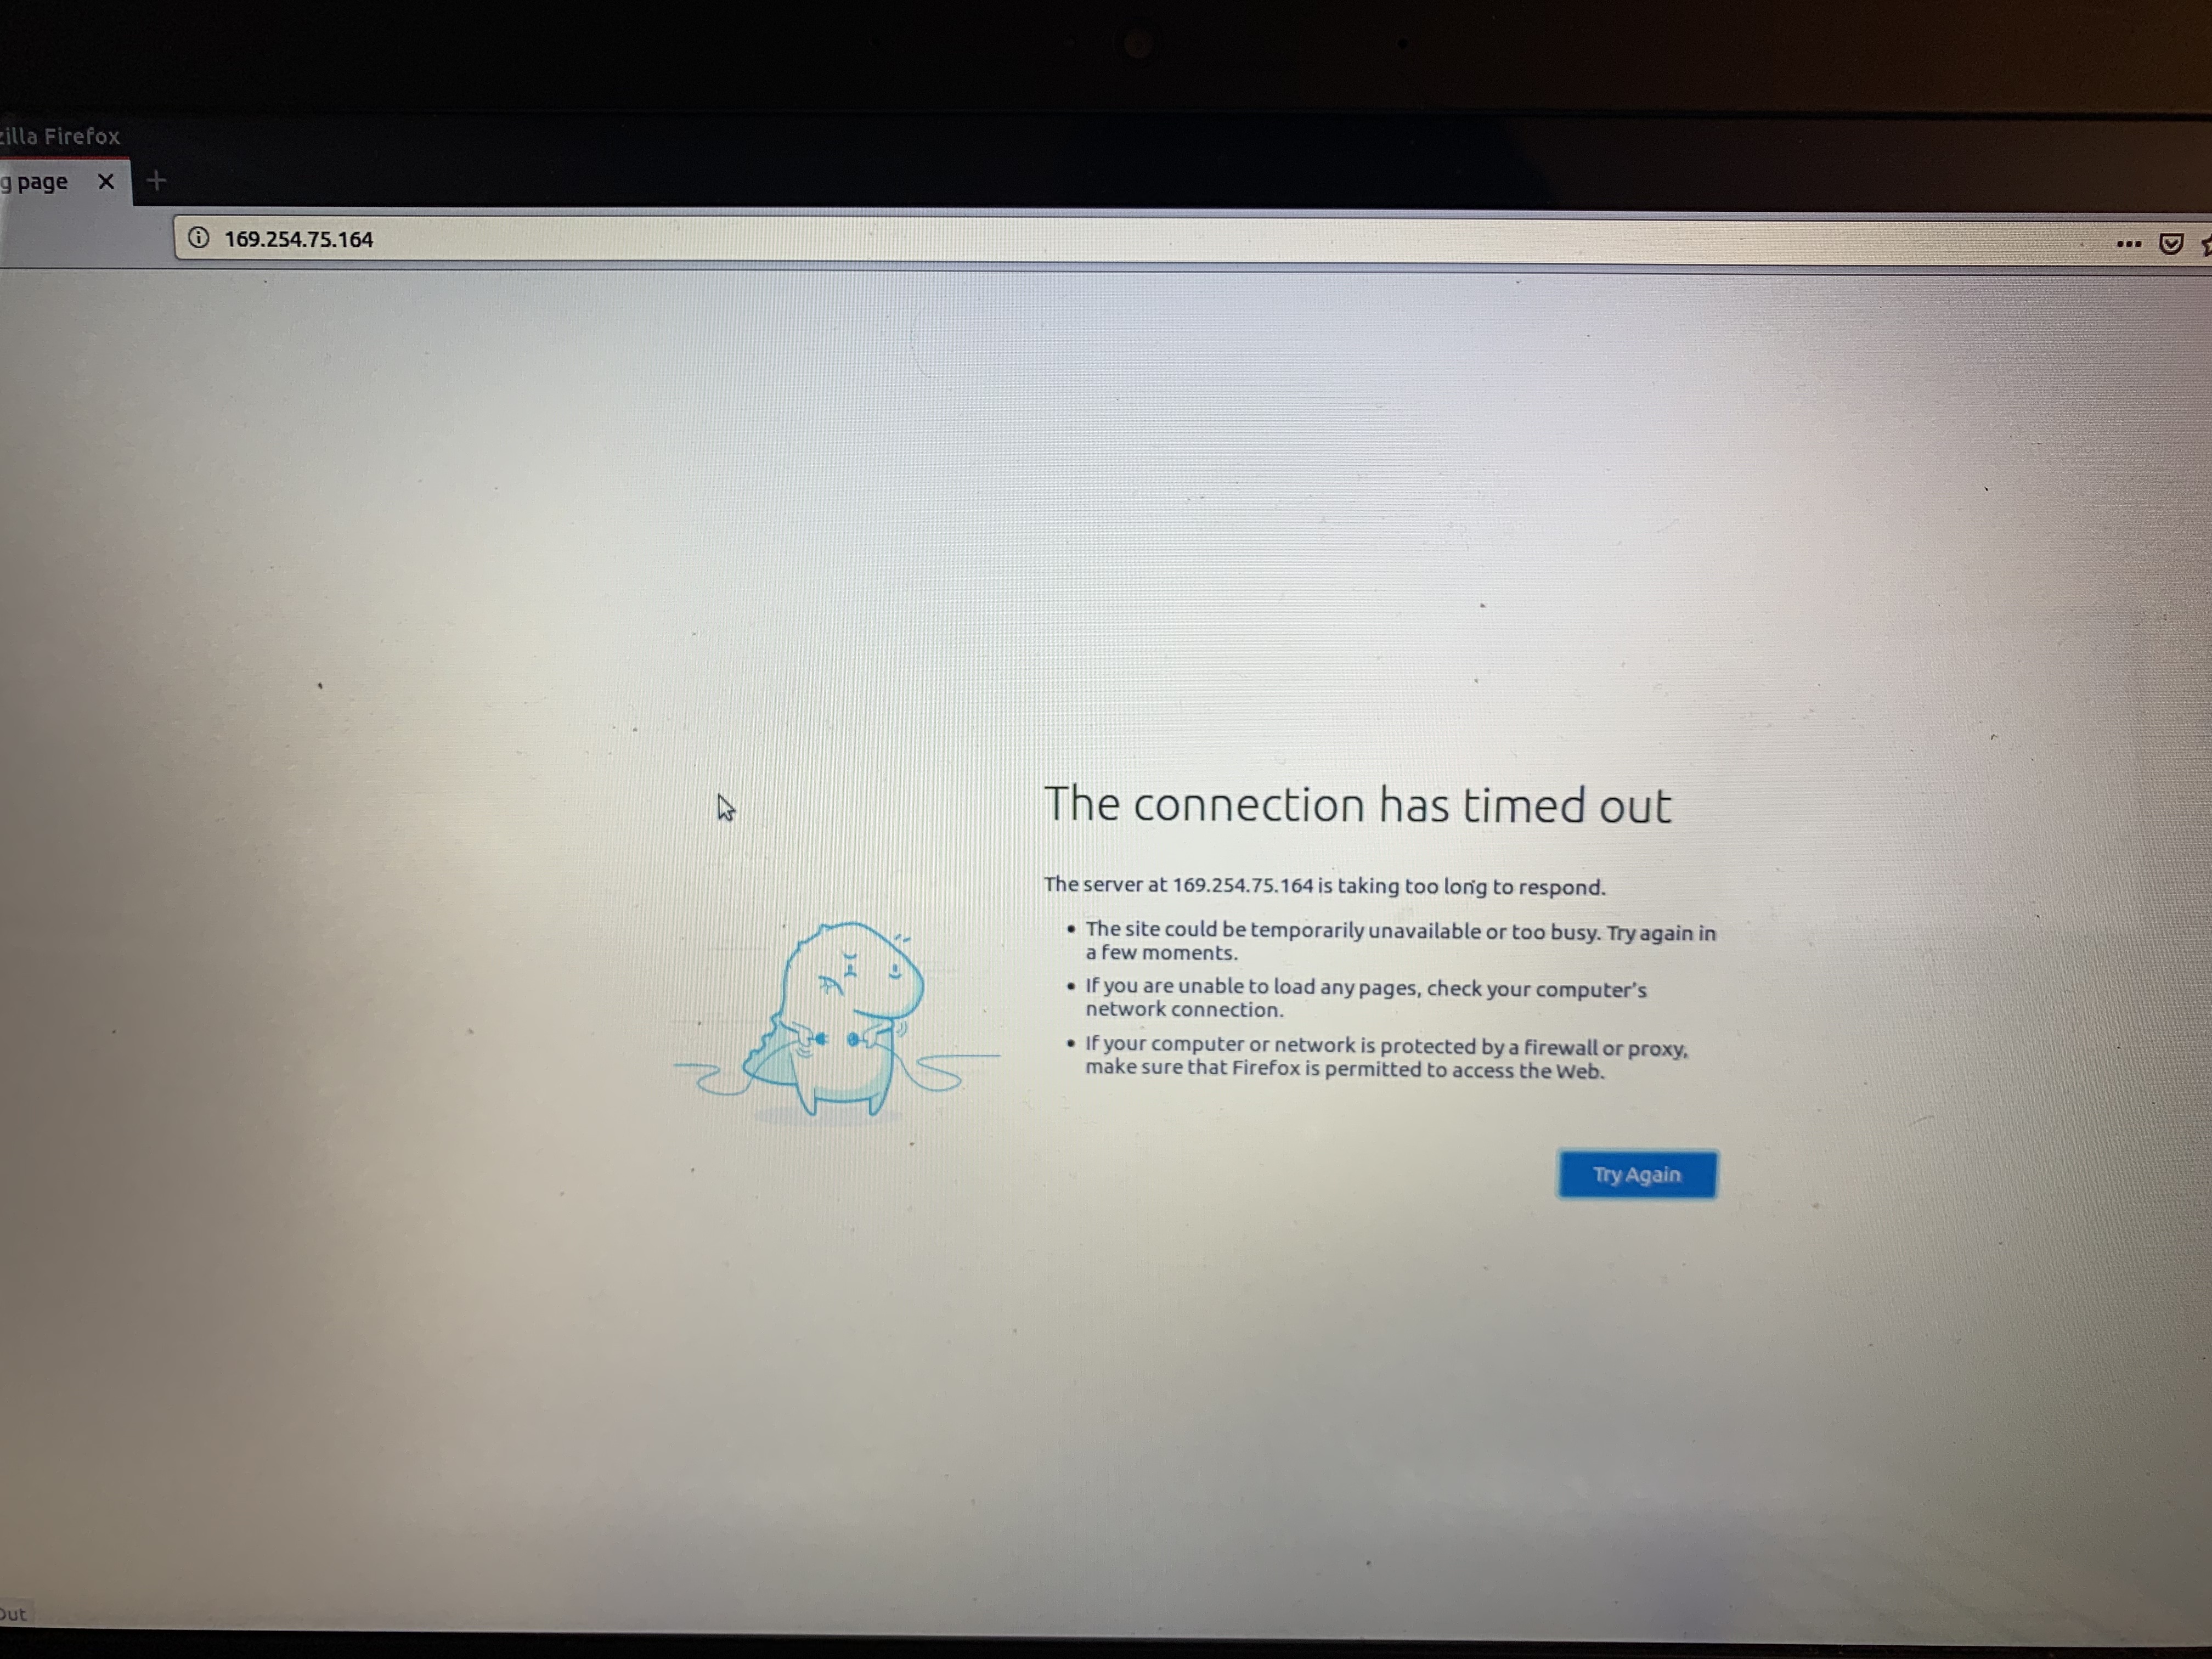 zilla Firefox
g page
169.254.75.164
The connection has timed out
The server at 169.254.75.164 is taking too long to respond.
• The site could be temporarily unavailable or too busy. Try again in
a few moments.
• If you are unable to load any pages, check your computer's
network connection.
• If your computer or network is protected by a firewall or proxy,
make sure that Firefox is permitted to access the Web.
Try Again
Out